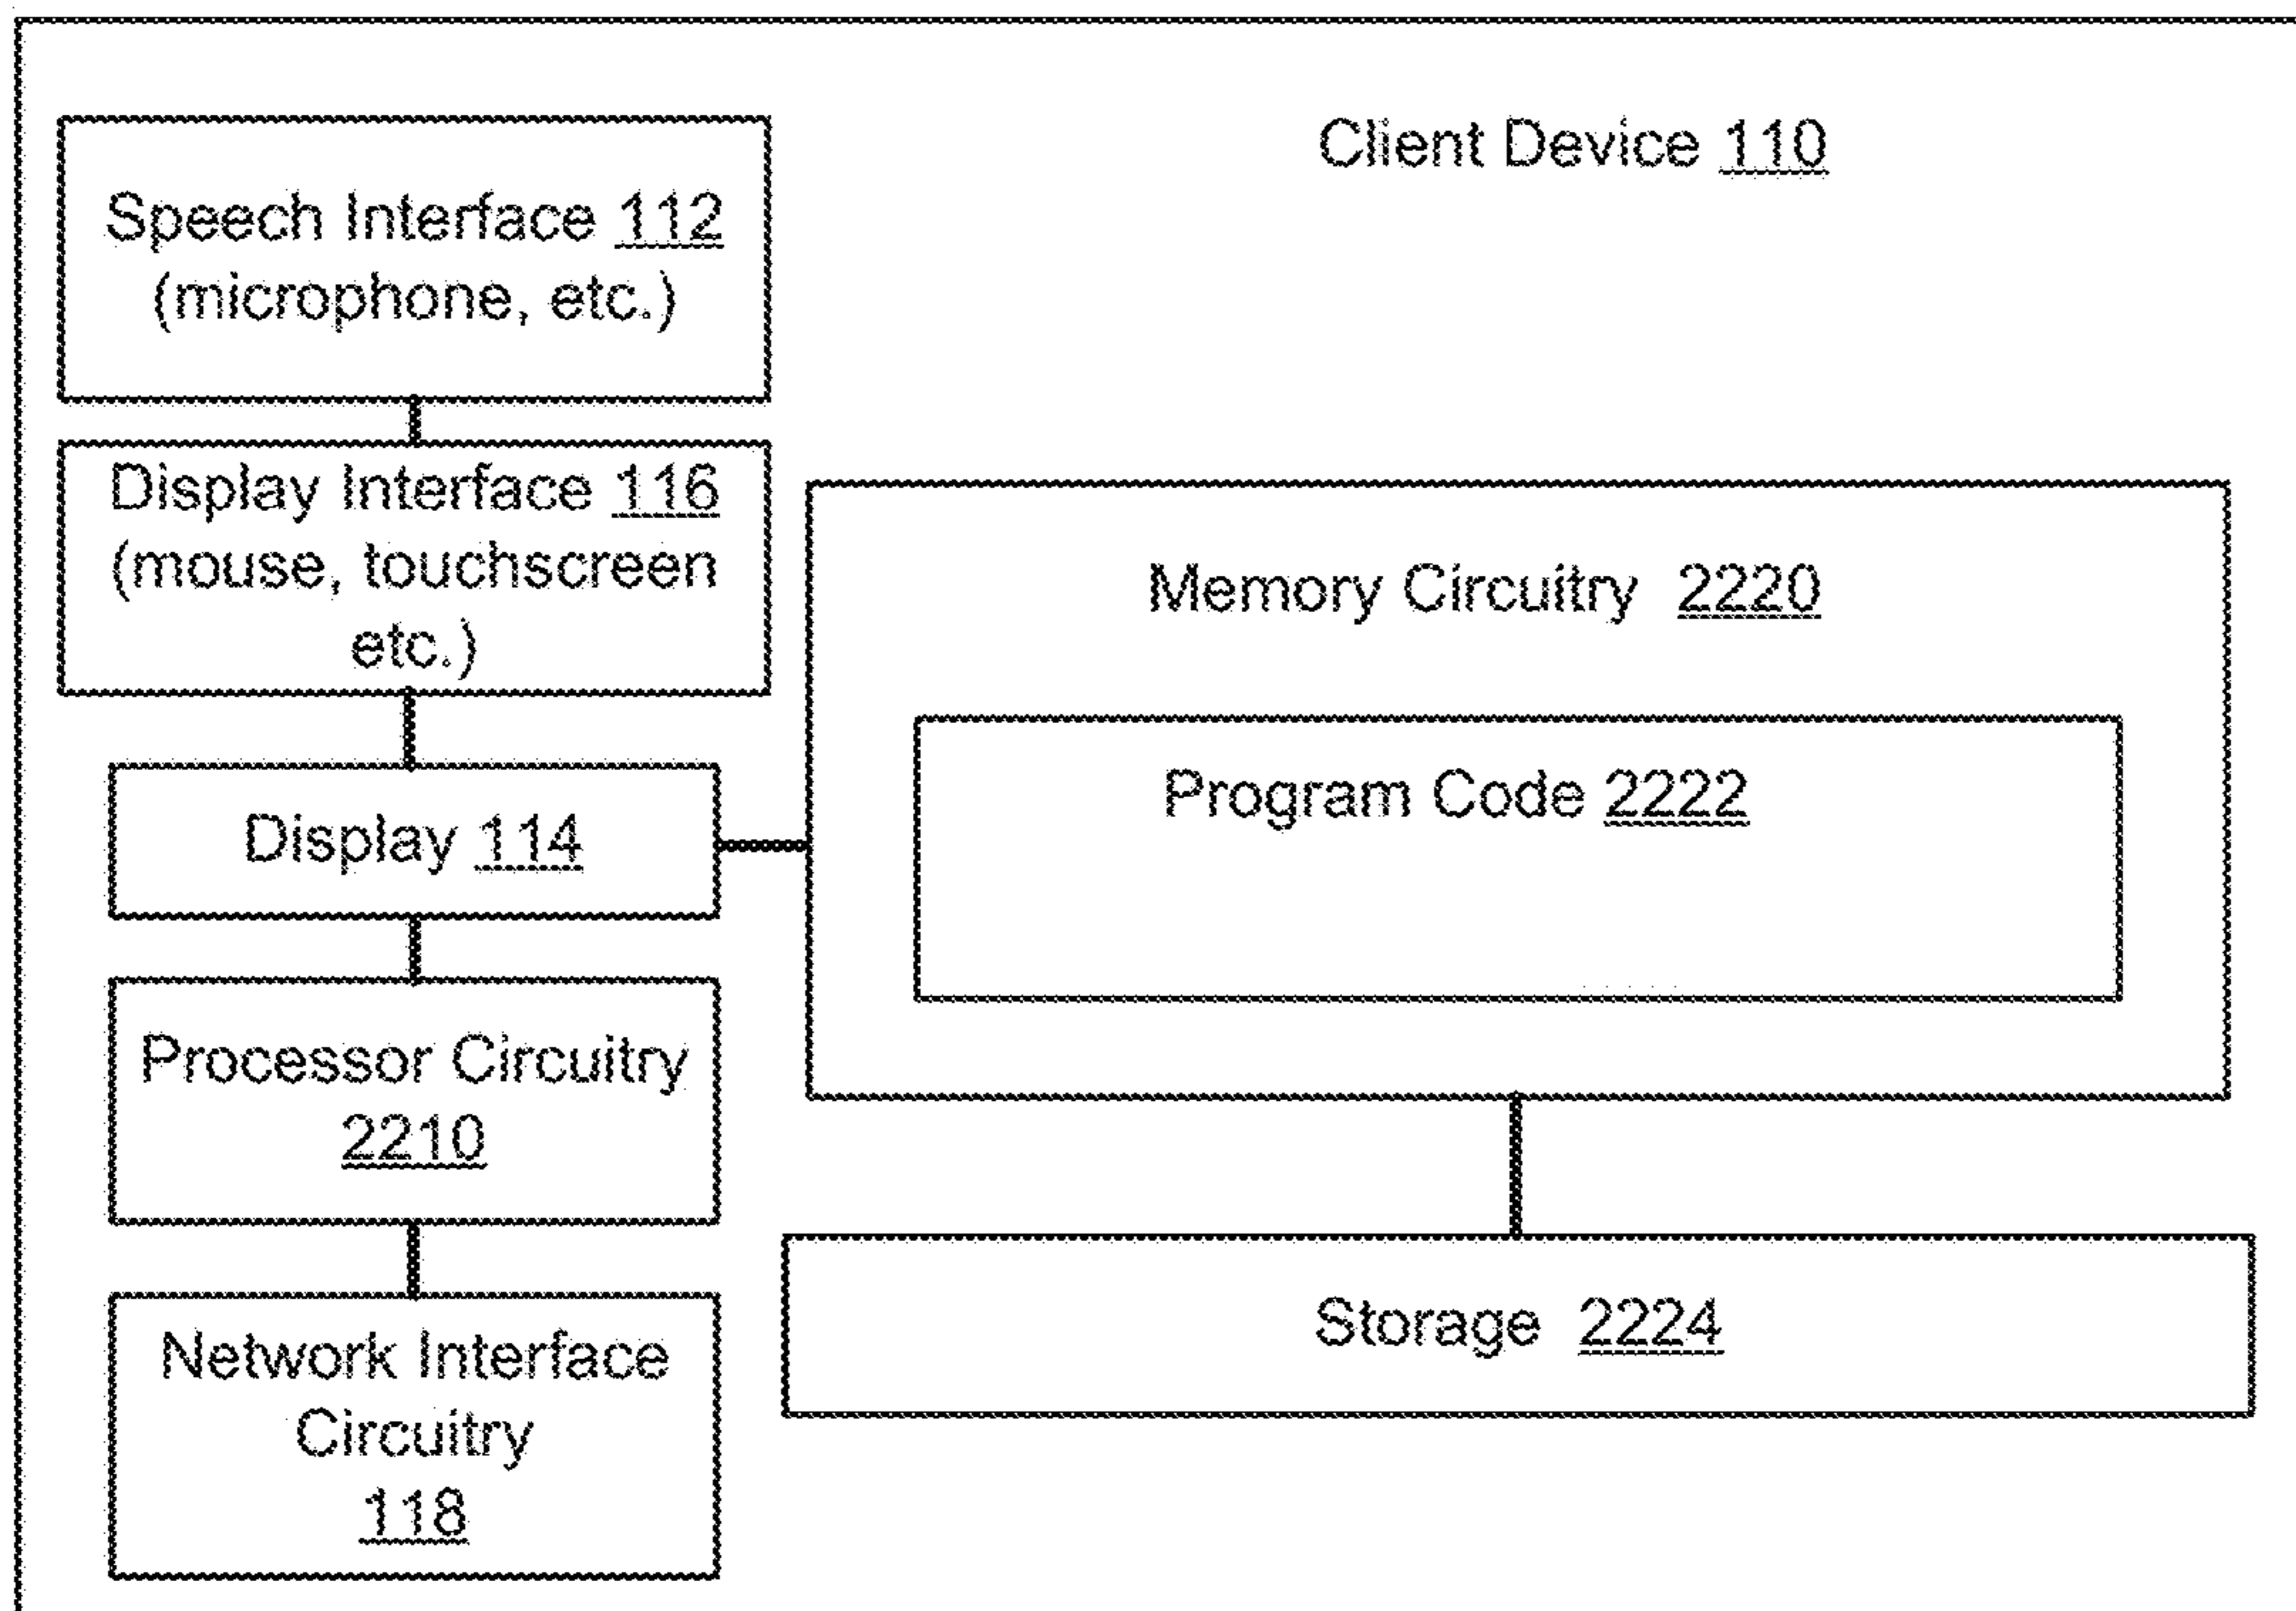 Client Device 110
Speech Interface 112
(microphone, etc.)
Display Interface 116
(mouse, touchscreen
etc.)
Memory Circuitry 2220
Program Code 2222
Display 114
Processor Circuitry
2210
Network Interface
Circuitry
118
Storage 2224